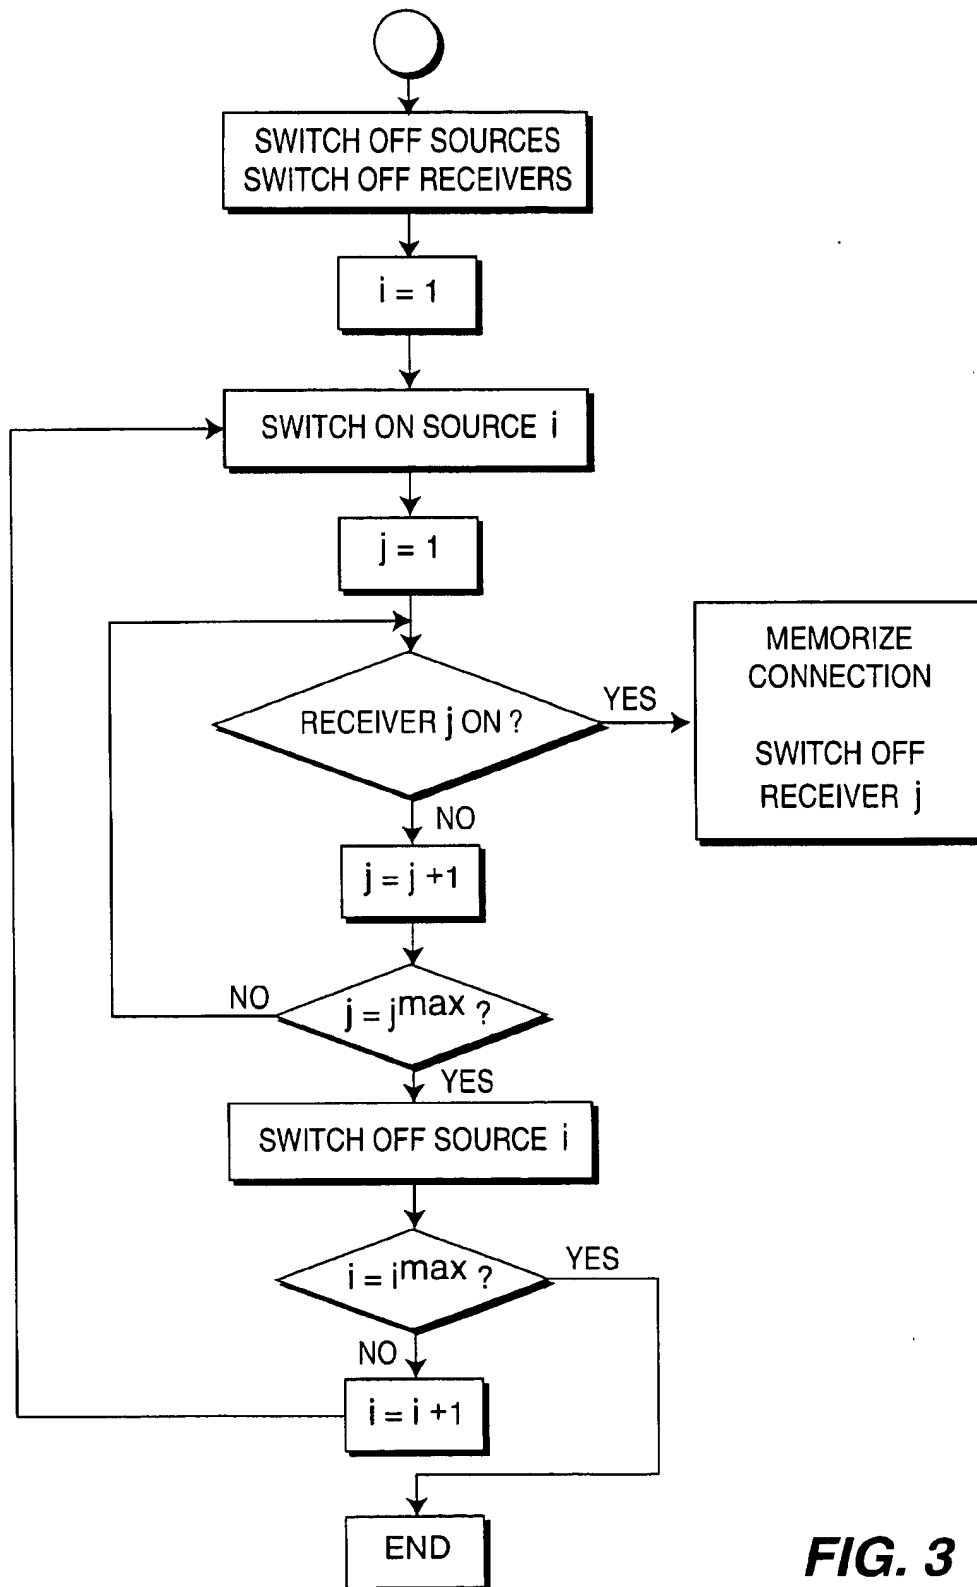 SWITCH OFF SOURCES
SWITCH OFF RECEIVERS
i = 1
SWITCH ON SOURCE i
j = 1
RECEIVER j ON ?
YES
MEMORIZE
CONNECTION
SWITCH OFF
RECEIVER j
NO
j = j +1
j = jmax ?
NO
YES
SWITCH OFF SOURCE i
i = imax ?
YES
NO
i = i +1
END
FIG. 3